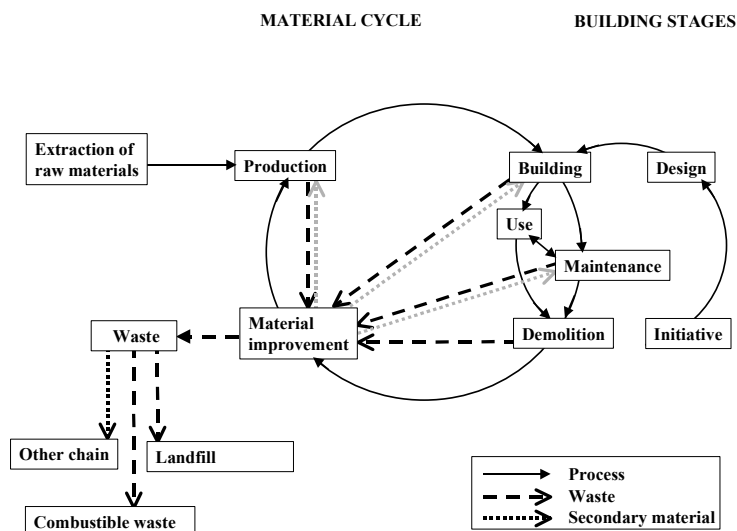 MATERIAL CYCLE
BUILDING STAGES
Extraction of
raw materials
Production
Building
Design
Use
Maintenance
Material
improvement
Waste
Demolition
Initiative
Other chain
Landfill
Combustible waste
Process
Waste
Secondary material